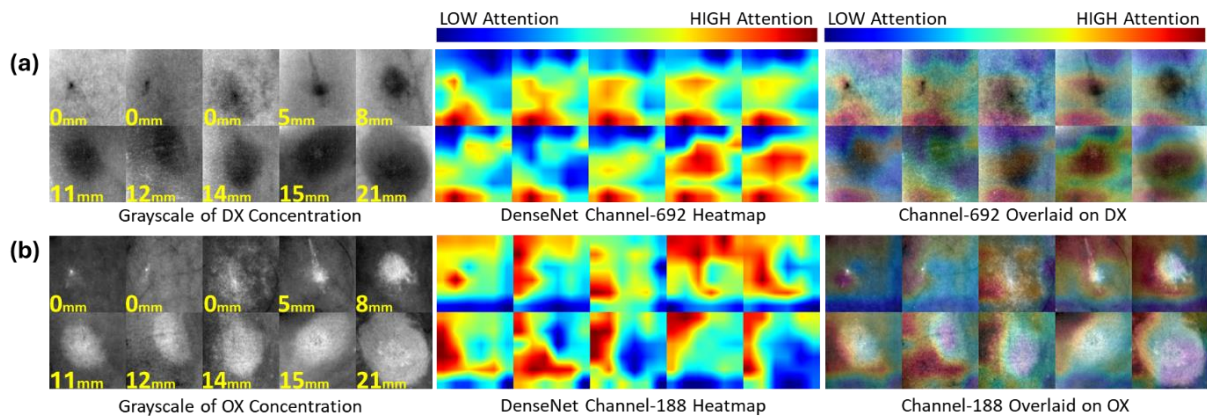 LOW Attention HIGH Attention LOW Attention HIGH Attention
(a)
0mm 0mm 0mm 5mm 8mm
11mm 12mm 14mm 15mm 21mm
Grayscale of DX Concentration DenseNet Channel-692 Heatmap Channel-692 Overlaid on DX
(b)
0mm 0mm 0mm 5mm 8mm
11mm 12mm 14mm 15mm 21mm
Grayscale of OX Concentration DenseNet Channel-188 Heatmap Channel-188 Overlaid on OX